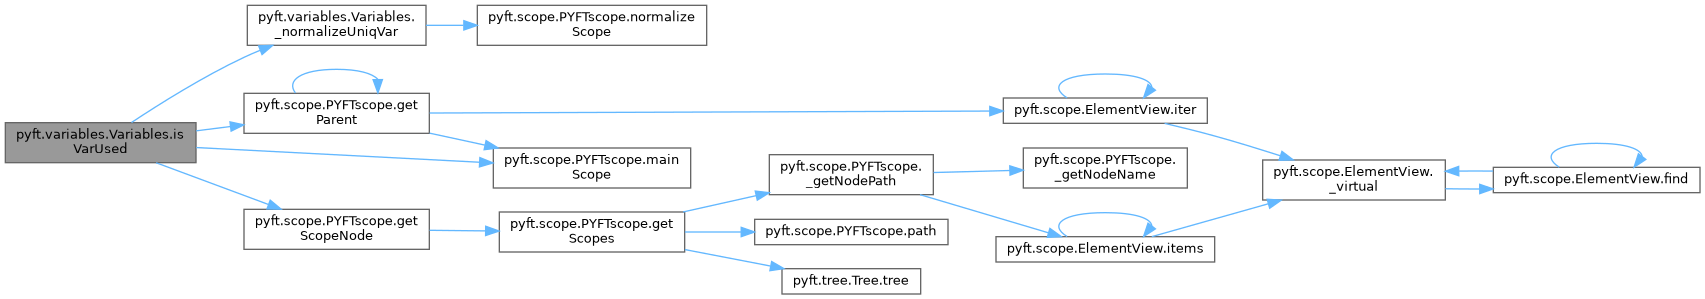 pyft.variables.Variables.is
VarUsed
pyft.variables.Variables.
_normalizeUniqVar
pyft.scope.PYFTscope.normalize
Scope
pyft.scope.PYFTscope.get
Parent
pyft.scope.PYFTscope.main
Scope
pyft.scope.PYFTscope.get
ScopeNode
pyft.scope.PYFTscope.get
Scopes
pyft.scope.PYFTscope.
_getNodePath
pyft.scope.PYFTscope.path
pyft.tree.Tree.tree
pyft.scope.ElementView.iter
pyft.scope.PYFTscope.
_getNodeName
pyft.scope.ElementView.items
pyft.scope.ElementView.
_virtual
pyft.scope.ElementView.find